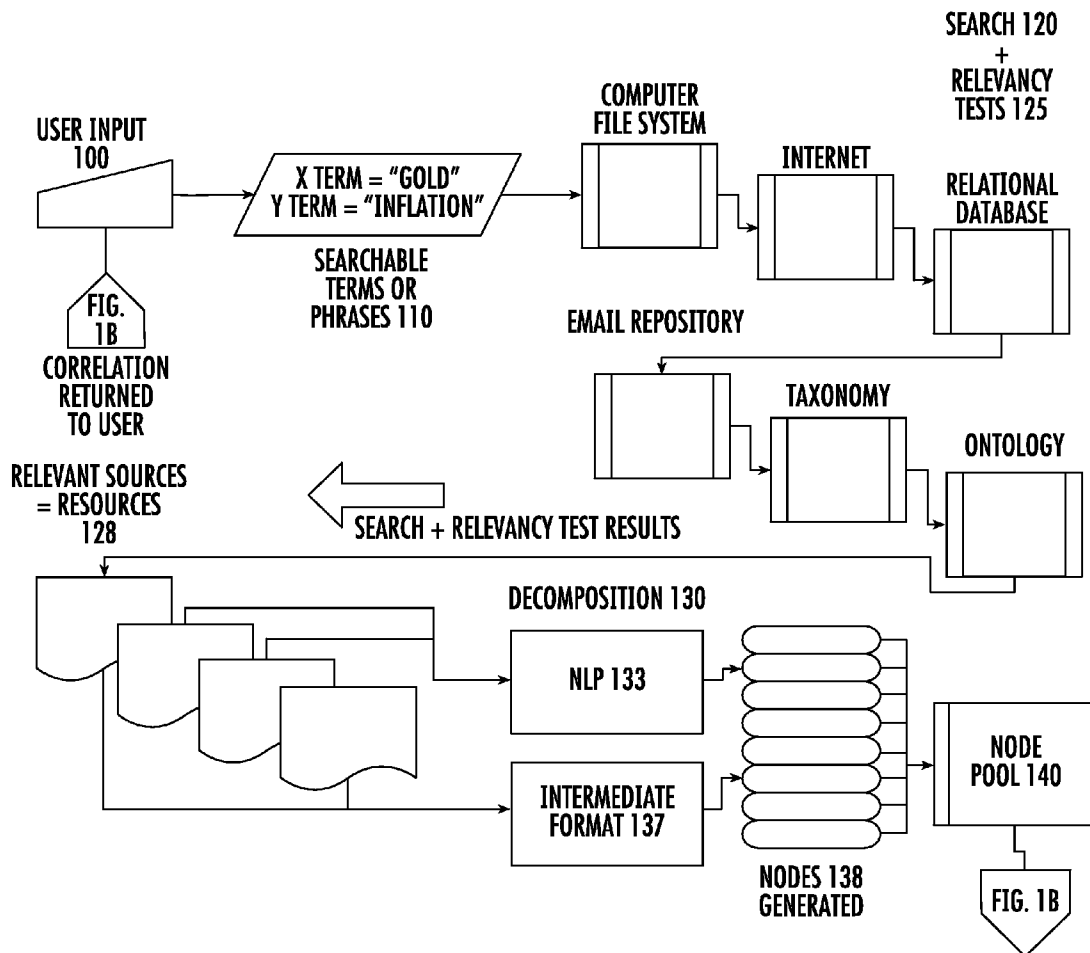 SEARCH 120
+
RELEVANCY
TESTS 125
COMPUTER
FILE SYSTEM
USER INPUT
100
INTERNET
X TERM = “GOLD”
Y TERM = “INFLATION”
RELATIONAL
DATABASE
SEARCHABLE
TERMS OR
PHRASES 110
FIG.
1B
EMAIL REPOSITORY
CORRELATION
RETURNED
TO USER
TAXONOMY
ONTOLOGY
RELEVANT SOURCES
= RESOURCES
128
SEARCH + RELEVANCY TEST RESULTS
DECOMPOSITION 130
NLP 133
NODE
POOL 140
INTERMEDIATE
FORMAT 137
NODES 138
GENERATED
FIG. 1B